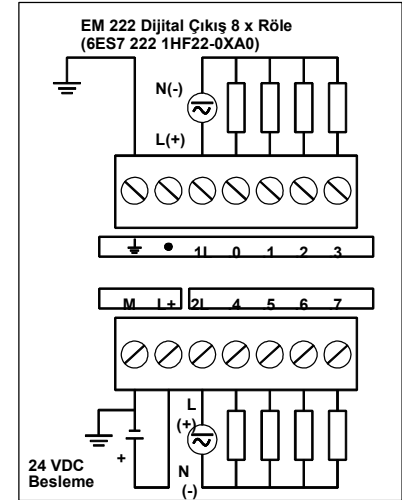 EM 222 Dijital Çıkış 8 x Röle
(6ES7 222 1HF22-0XA0)
N(-)
L(+)
1L .0 .1 .2 .3
M L+ 2L .4 .5 .6 .7
L
(+)
N
(-)
+
24 VDC
Besleme